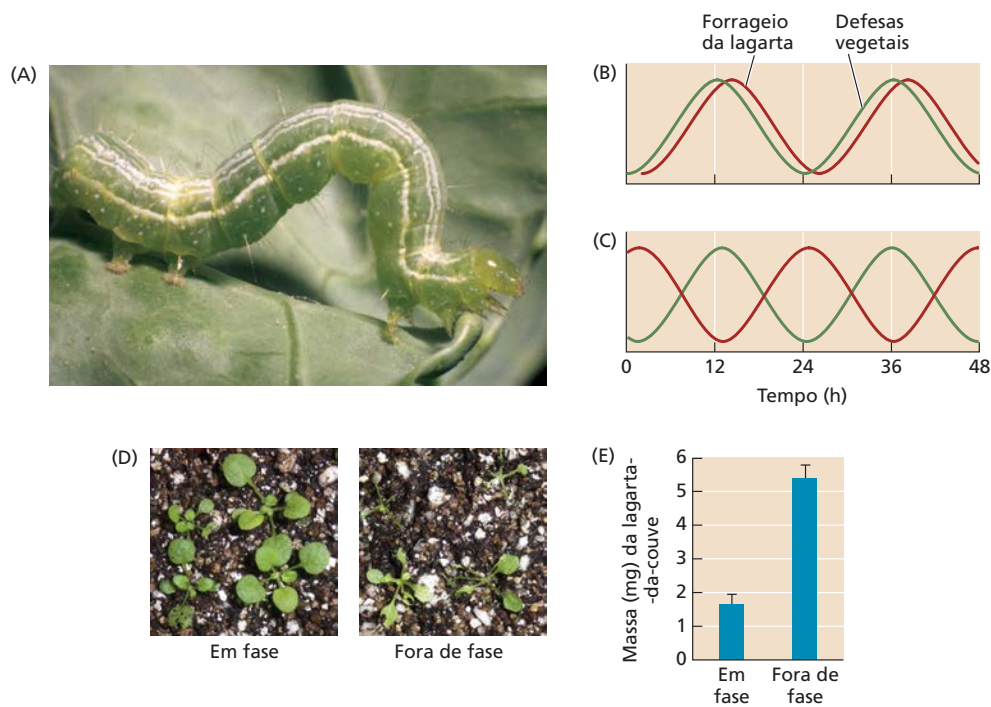 (A)
(B)
Forrageio
da lagarta
Defesas
vegetais
(C)
0 12 24 36 48
Tempo (h)
(D)
Em fase
Fora de fase
(E)
Massa (mg) da lagarta-
-da-couve
6
5
4
3
2
1
0
Em
fase
Fora de
fase